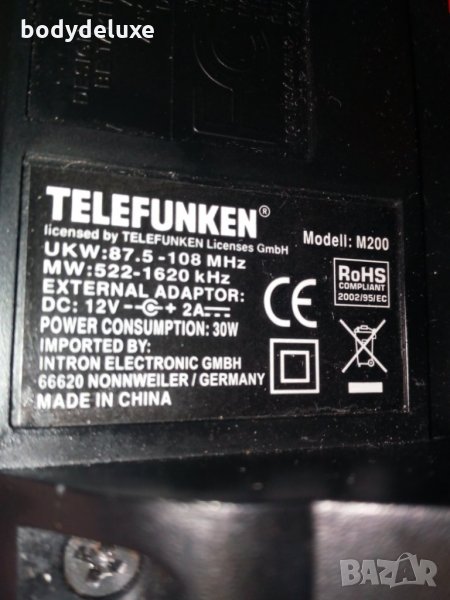 bodydeluxe
TELEFUNKEN®
licensed by TELEFUNKEN Licenses GmbH
Modell: M200
UKW:87.5-108 MHz
MW:522-1620 kHz
EXTERNAL ADAPTOR:
DC: 12V + 2A
POWER CONSUMPTION: 30W
IMPORTED BY:
INTRON ELECTRONIC GMBH
66620 NONNWEILER / GERMANY
MADE IN CHINA
CE
RoHS
COMPLIANT
2002/95/EC
BAZAR